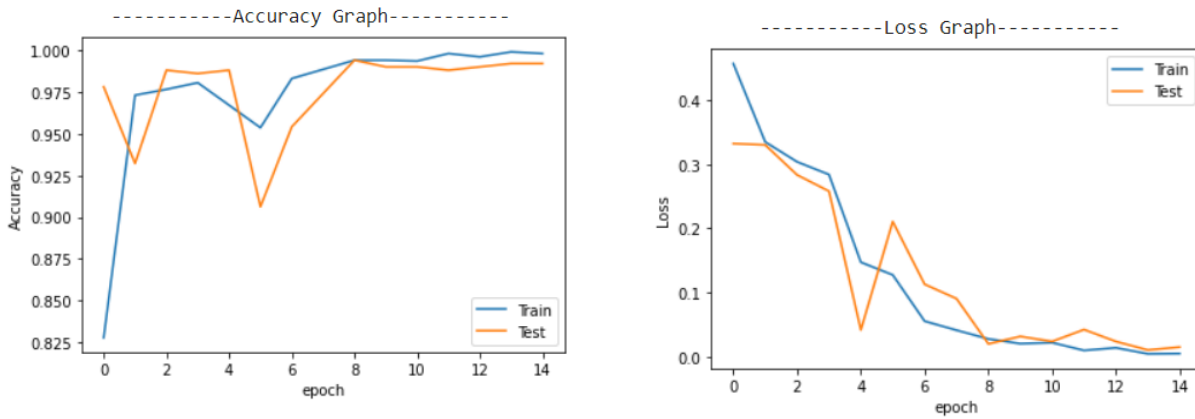 -----------Accuracy Graph-----------
1.000
0.975
0.950
0.925
0.900
0.875
0.850
0.825
Accuracy
Train
Test
0 2 4 6 8 10 12 14
epoch
-----------Loss Graph-----------
Train
Test
0.4
0.3
0.2
0.1
0.0
Loss
0 2 4 6 8 10 12 14
epoch